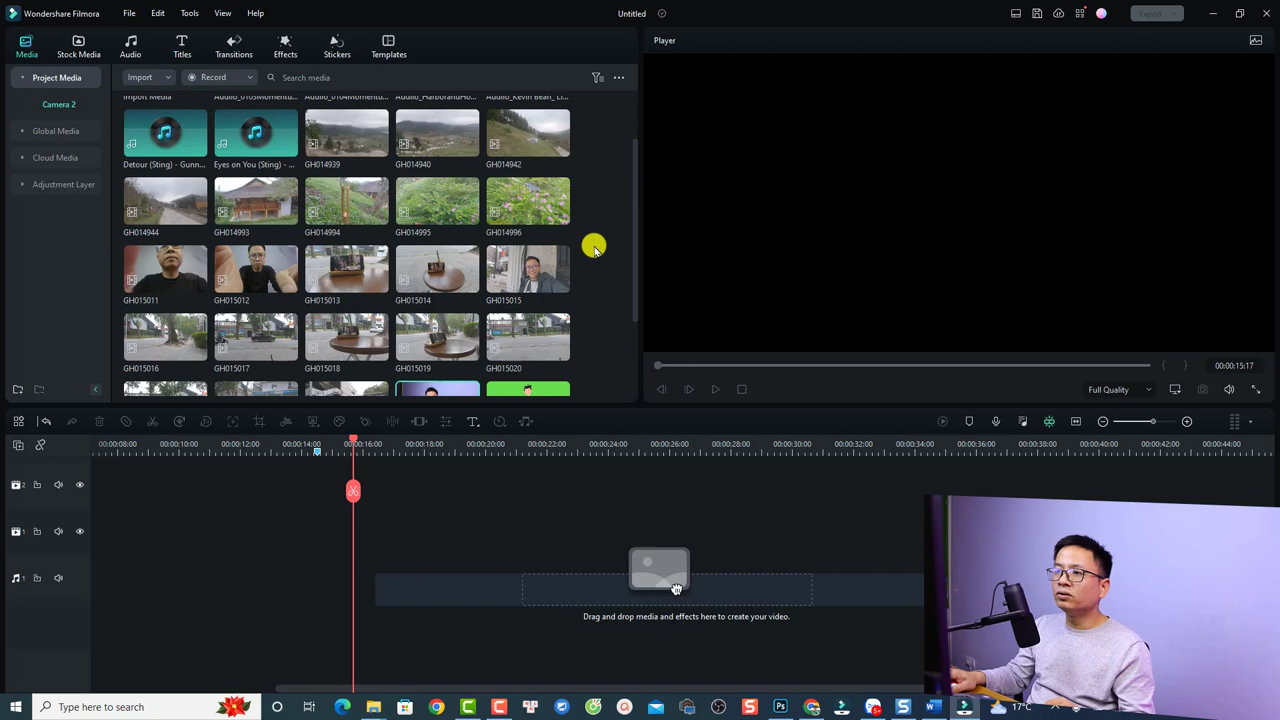 Wondershare Filmora
File
Edit
Tools
View
Help
Untitled
Export
Media
Stock Media
Audio
Titles
Transitions
Effects
Stickers
Templates
Player
Project Media
Import
Record
Search media
Camera 2
Global Media
Cloud Media
Adjustment Layer
Import Media
Detour (Sting) - Gunn...
Eyes on You (Sting) - ...
GH014939
GH014940
GH014942
GH014944
GH014993
GH014994
GH014995
GH014996
GH015011
GH015012
GH015013
GH015014
GH015015
GH015016
GH015017
GH015018
GH015019
GH015020
00:00:15:17
Full Quality
00:00:08:00
00:00:10:00
00:00:12:00
00:00:14:00
00:00:16:00
00:00:18:00
00:00:20:00
00:00:22:00
00:00:24:00
00:00:26:00
00:00:28:00
00:00:30:00
00:00:32:00
00:00:34:00
00:00:36:00
00:00:38:00
00:00:40:00
00:00:42:00
00:00:44:00
2
1
1
Drag and drop media and effects here to create your video.
Type here to search
17°C